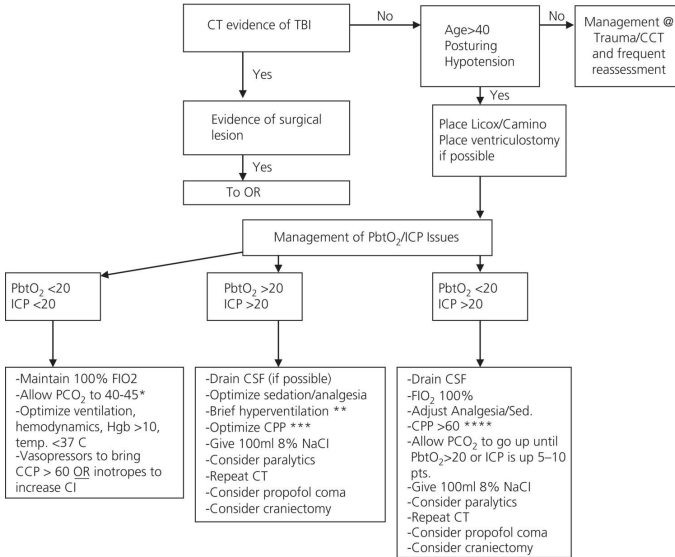 CT evidence of TBI
No
Age>40
Posturing
Hypotension
No
Management @
Trauma/CCT
and frequent
reassessment
Yes
Evidence of surgical
lesion
Yes
To OR
Yes
Place Licox/Camino
Place ventriculostomy
if possible
Management of PbtO₂/ICP Issues
PbtO₂ <20
ICP <20
PbtO₂ >20
ICP >20
PbtO₂ <20
ICP >20
-Maintain 100% FIO2
-Allow PCO₂ to 40-45*
-Optimize ventilation,
hemodynamics, Hgb >10,
temp. <37 C
-Vasopressors to bring
CCP > 60 OR inotropes to
increase CI
-Drain CSF (if possible)
-Optimize sedation/analgesia
-Brief hyperventilation **
-Optimize CPP ***
-Give 100ml 8% NaCl
-Consider paralytics
-Repeat CT
-Consider propofol coma
-Consider craniectomy
-Drain CSF
-FIO₂ 100%
-Adjust Analgesia/Sed.
-CPP >60 ****
-Allow PCO₂ to go up until
PbtO₂>20 or ICP is up 5–10
pts.
-Give 100ml 8% NaCl
-Consider paralytics
-Repeat CT
-Consider propofol coma
-Consider craniectomy